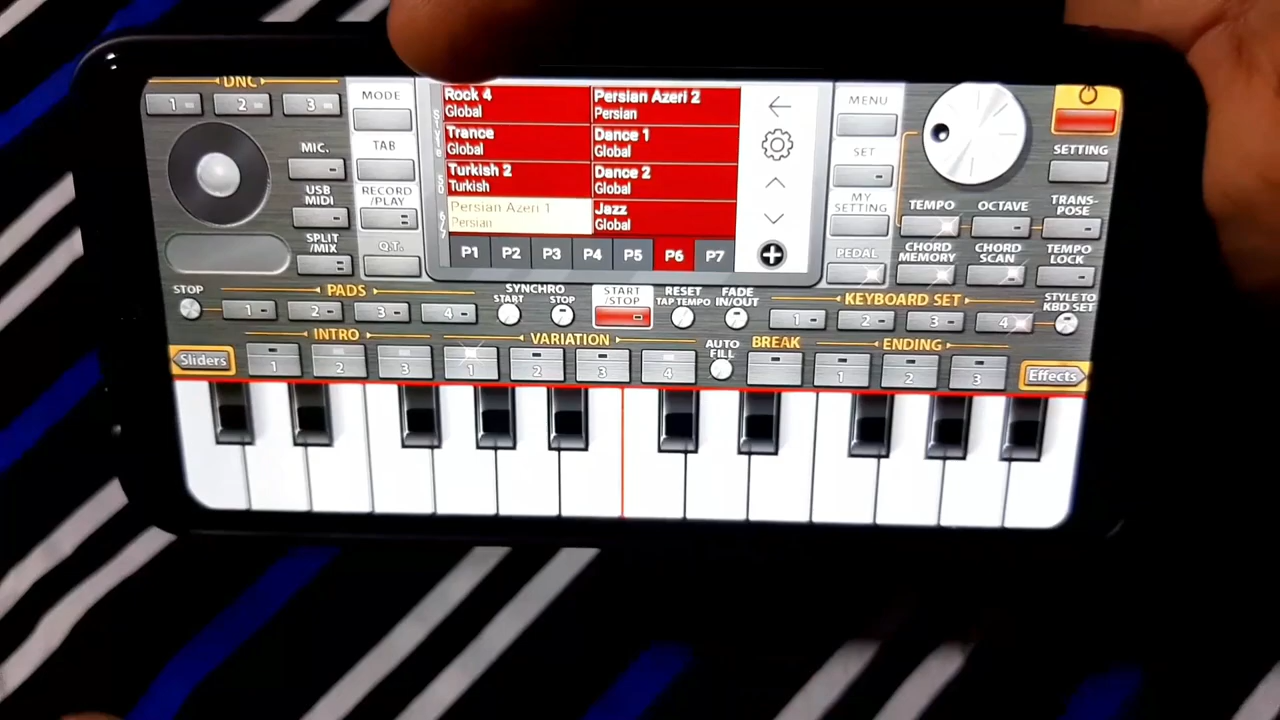 DNC
1 2 3
MIC.
USB MIDI
SPLIT /MIX
MODE
TAB
RECORD /PLAY
Q.T.
Rock 4
Global
Persian Azeri 2
Persian
Trance
Global
Dance 1
Global
Turkish 2
Turkish
Dance 2
Global
Persian Azeri 1
Persian
Jazz
Global
P1 P2 P3 P4 P5 P6 P7
MENU
SET
MY SETTING
PEDAL
SETTING
TEMPO
OCTAVE
TRANS- POSE
CHORD MEMORY
CHORD SCAN
TEMPO LOCK
STOP
PADS
1 2 3 4
SYNCHRO
START STOP
START /STOP
RESET
TAP TEMPO
FADE IN/OUT
KEYBOARD SET
1 2 3 4
STYLE TO KBD SET
Sliders
INTRO
1 2 3
VARIATION
1 2 3 4
AUTO FILL
BREAK
ENDING
1 2 3
Effects